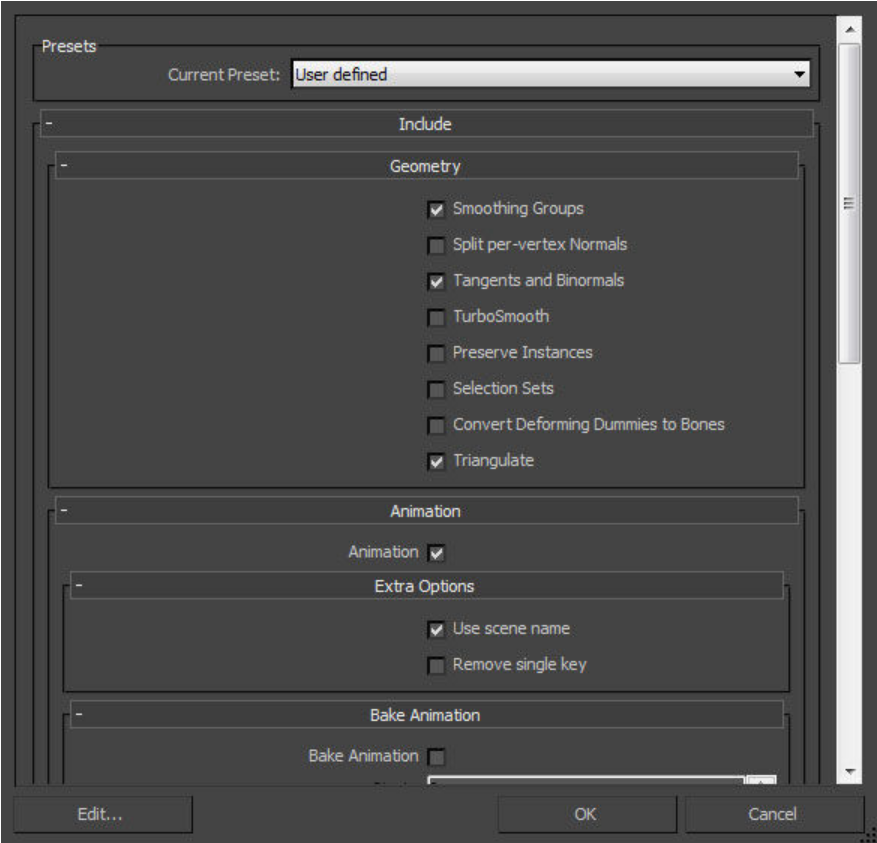 Presets
Current Preset: User defined
- Include
- Geometry
Smoothing Groups
Split per-vertex Normals
Tangents and Binormals
TurboSmooth
Preserve Instances
Selection Sets
Convert Deforming Dummies to Bones
Triangulate
- Animation
Animation
- Extra Options
Use scene name
Remove single key
- Bake Animation
Bake Animation
Edit...
OK
Cancel